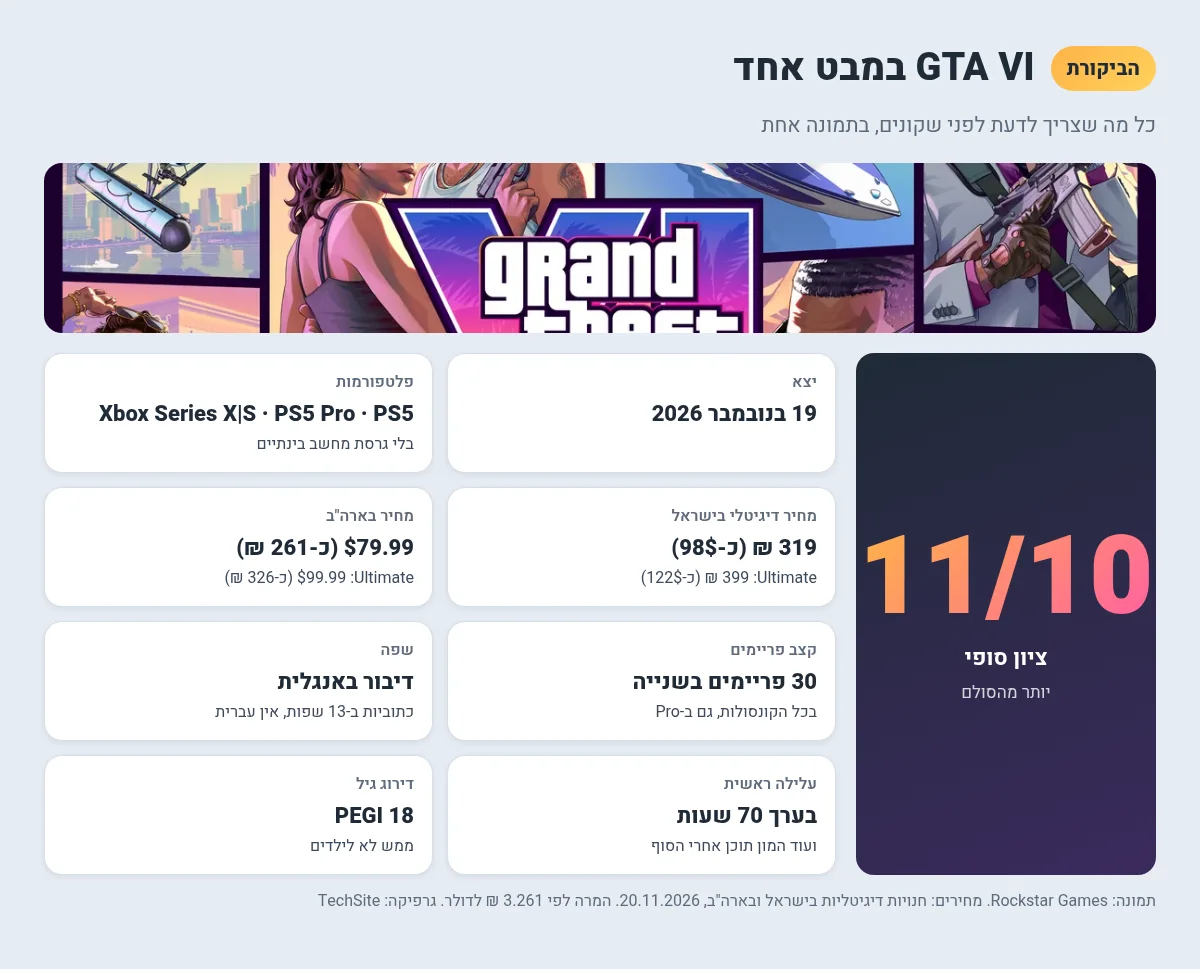 הביקורת
GTA VI במבט אחד
כל מה שצריך לדעת לפני שקונים, בתמונה אחת
VI
grand
theft
11/10
ציון סופי
יותר מהסולם
יצא
19 בנובמבר 2026
פלטפורמות
Xbox Series X|S · PS5 Pro · PS5
בלי גרסת מחשב בינתיים
מחיר דיגיטלי בישראל
319 ₪ (כ-98$)
Ultimate: 399 ₪ (כ-122$)
מחיר בארה"ב
$79.99 (כ-261 ₪)
Ultimate: $99.99 (כ-326 ₪)
קצב פריימים
30 פריימים בשנייה
בכל הקונסולות, גם ב-Pro
שפה
דיבור באנגלית
כתוביות ב-13 שפות, אין עברית
עלילה ראשית
בערך 70 שעות
ועוד המון תוכן אחרי הסוף
דירוג גיל
PEGI 18
ממש לא לילדים
תמונה: Rockstar Games. מחירים: חנויות דיגיטליות בישראל ובארה"ב, 20.11.2026. המרה לפי 3.261 ₪ לדולר. גרפיקה: TechSite